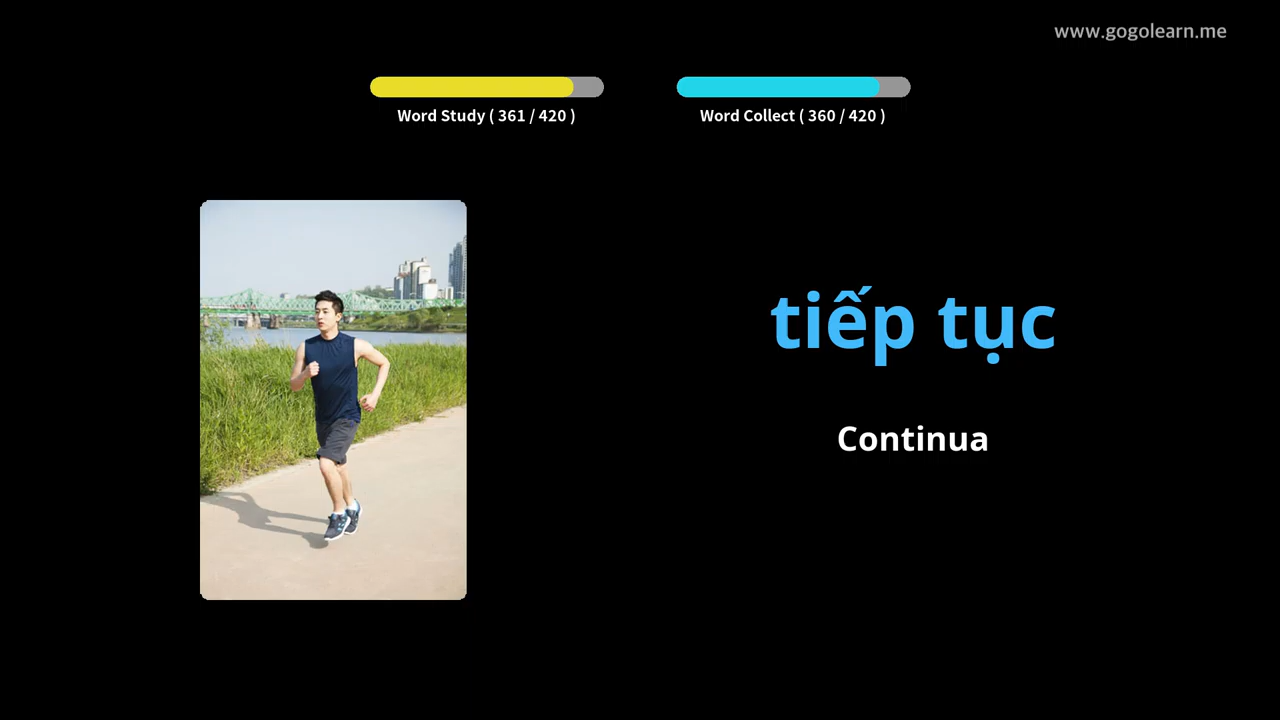 www.gogolearn.me
Word Study ( 361 / 420 )
Word Collect ( 360 / 420 )
tiếp tục
Continua